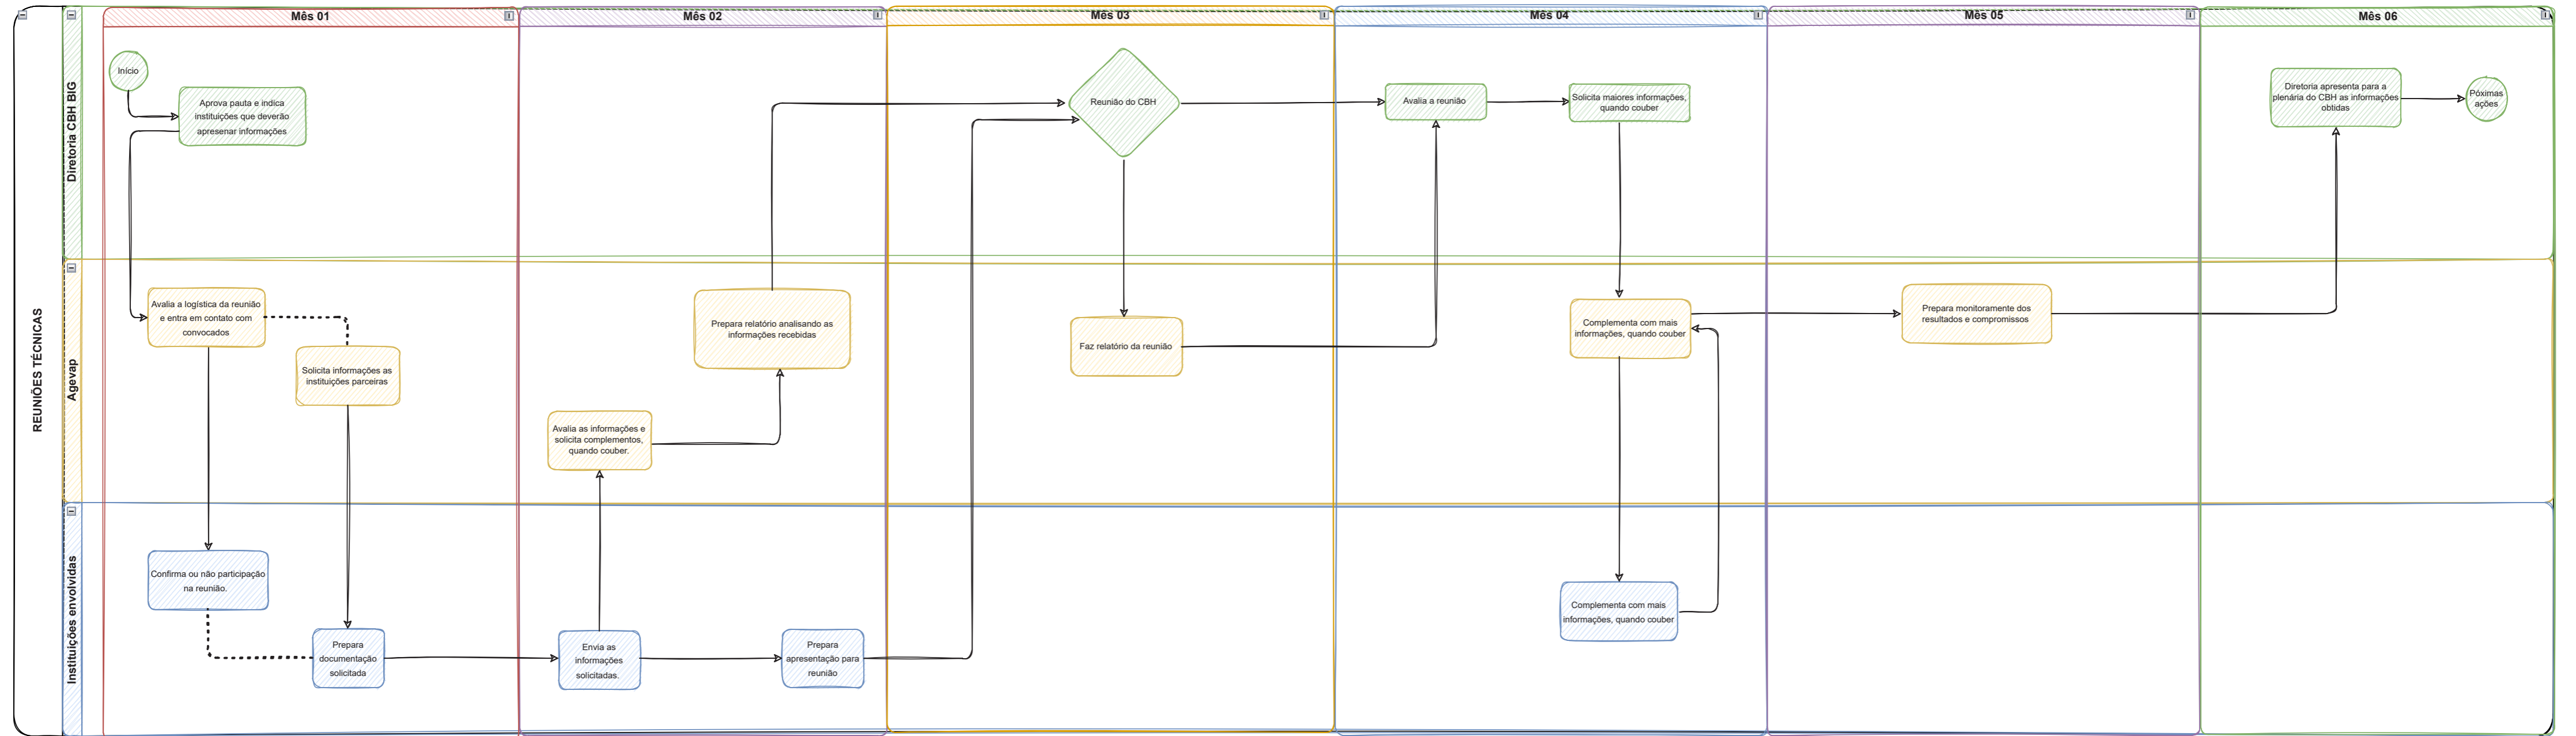 REUNIÕES TÉCNICAS
Mês 01
Mês 02
Mês 03
Mês 04
Mês 05
Mês 06
Diretoria CBH BIG
Início
Aprova pauta e indica
instituições que deverão
apresenar informações
Reunião do CBH
Avalia a reunião
Solicita maiores informações,
quando couber
Diretoria apresenta para a
plenária do CBH as informações
obtidas
Póximas
ações
Agevap
Avalia a logística da reunião
e entra em contato com
convocados
Solicita informações as
instituições parceiras
Avalia as informações e
solicita complementos,
quando couber.
Prepara relatório analisando as
informações recebidas
Faz relatório da reunião
Complementa com mais
informações, quando couber
Prepara monitoramente dos
resultados e compromissos
Instituições envolvidas
Confirma ou não participação
na reunião.
Prepara
documentação
solicitada
Envia as
informações
solicitadas.
Prepara
apresentação para
reunião
Complementa com mais
informações, quando couber